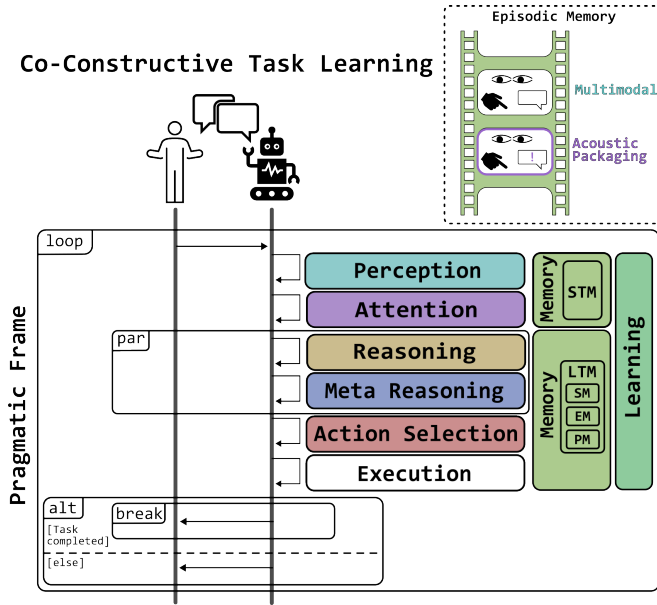 Episodic Memory
Co-Constructive Task Learning
Multimodal
Acoustic
Packaging
!
loop
Perception
Attention
Memory
STM
par
Reasoning
Meta Reasoning
Action Selection
Execution
Memory
LTM
SM
EM
PM
Learning
Pragmatic Frame
alt
break
[Task
completed]
[else]